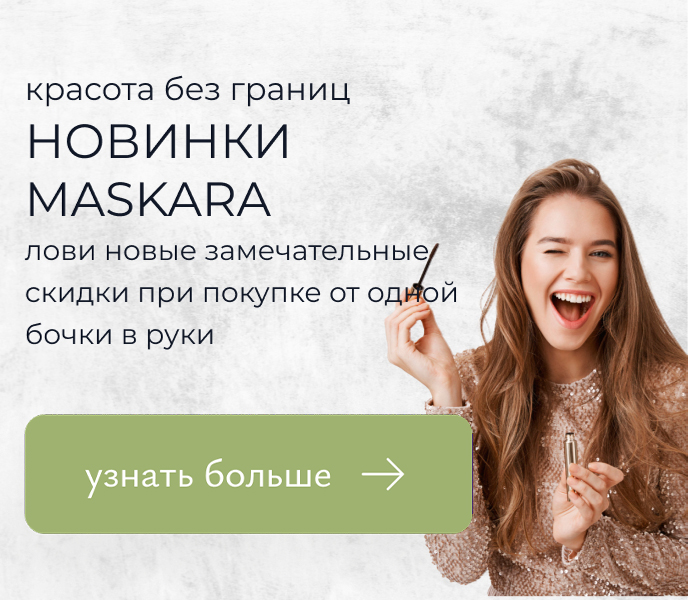 красота без границ
НОВИНКИ
MASKARA
лови новые замечательные
скидки при покупке от одной
бочки в руки
узнать больше